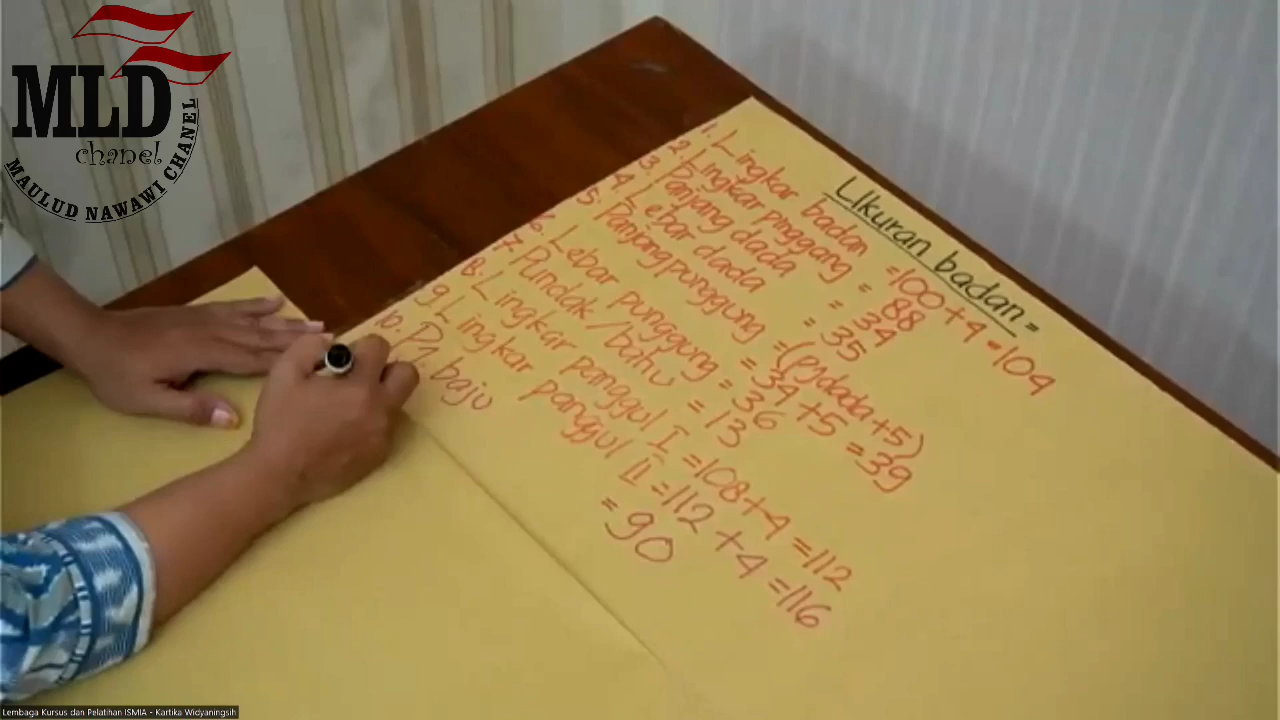 MLD
chanel
MAULUD NAWAWI CHANEL
Ukuran badan =
1. Lingkar badan = 100 + 4 = 104
2. Lingkar pinggang = 88
3. Panjang dada = 34
4. Lebar dada = 35
5. Panjang punggung = (pj dada + 5)
= 34 + 5 = 39
6. Lebar punggung = 36
7. Pundak / bahu = 13
8. Lingkar panggul I = 108 + 4 = 112
9. Lingkar panggul II = 112 + 4 = 116
10. Pj baju = 90
Lembaga Kursus dan Pelatihan ISMIA - Kartika Widyaningsih